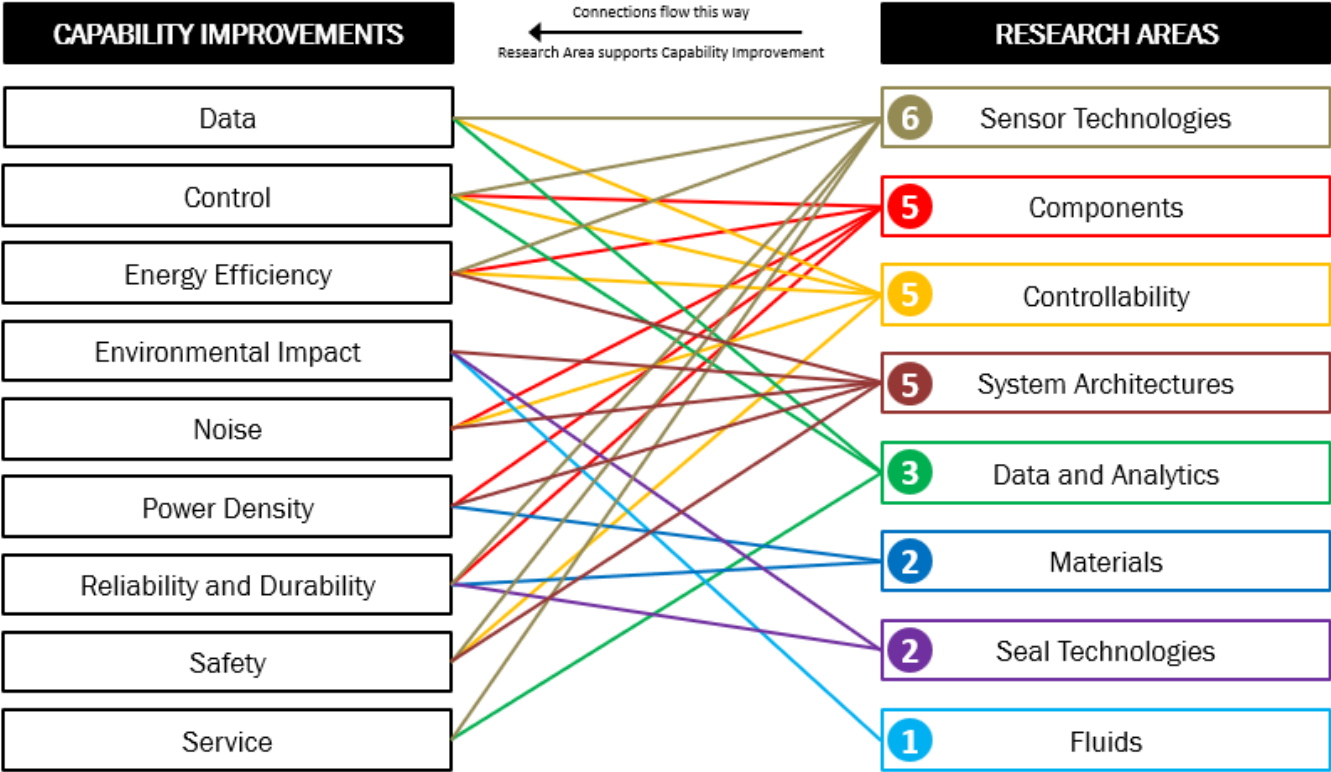 CAPABILITY IMPROVEMENTS
Connections flow this way
Research Area supports Capability Improvement
RESEARCH AREAS
Data
6 Sensor Technologies
Control
5 Components
Energy Efficiency
5 Controllability
Environmental Impact
5 System Architectures
Noise
3 Data and Analytics
Power Density
2 Materials
Reliability and Durability
2 Seal Technologies
Safety
1 Fluids
Service